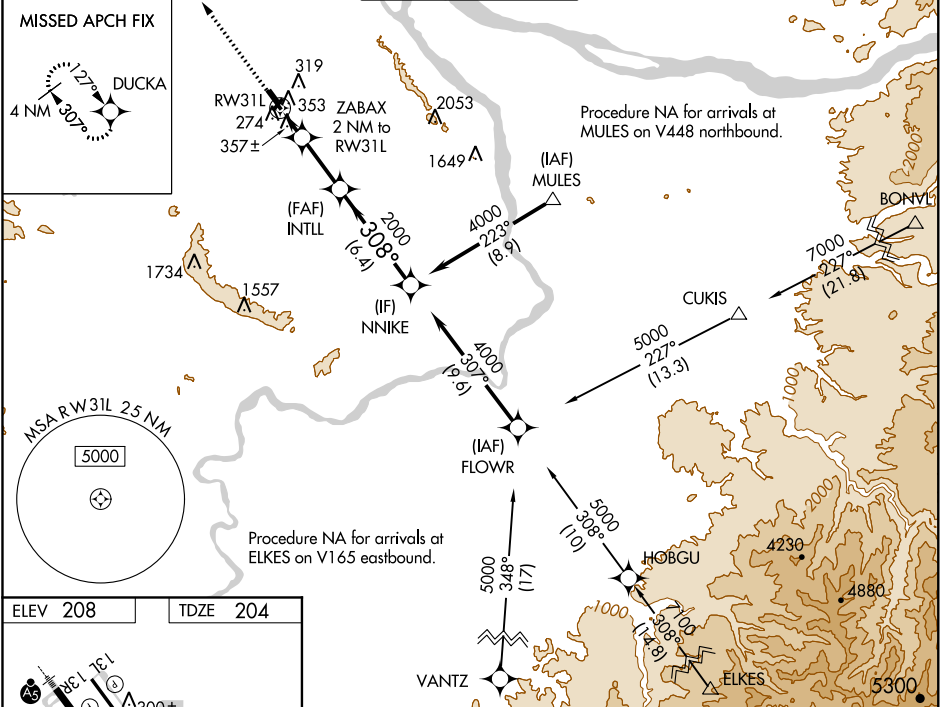 MISSED APCH FIX
127°
DUCKA
4 NM
307°
319
RW31L
353
274
357±
ZABAX
2 NM to
RW31L
2053
1649
Procedure NA for arrivals at
MULES on V448 northbound.
(IAF)
MULES
2000
BONVL
(FAF)
INTLL
2000
308°
(6.4)
4000
223°
(8.9)
7000
227°
(21.8)
1734
1557
(IF)
NNIKE
CUKIS
5000
227°
(13.3)
4000
307°
(9.6)
1000
MSA RW31L 25 NM
5000
(IAF)
FLOWR
2000
5000
308°
(10)
Procedure NA for arrivals at
ELKES on V165 eastbound.
5000
348°
(17)
HOBGU
4230
4880
1000
7100
308°
(14.8)
ELEV 208
TDZE 204
VANTZ
ELKES
5300
A5
13R
13L
P